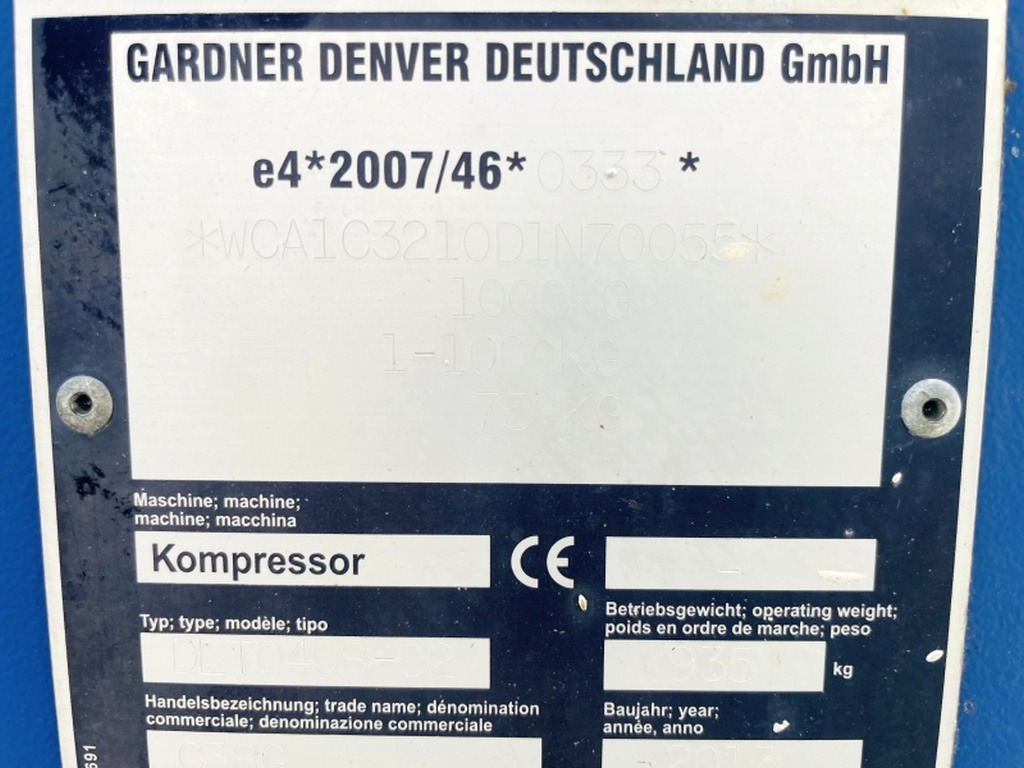 GARDNER DENVER DEUTSCHLAND GmbH
e4*2007/46*0333*
*WCA1C3210D1N70055*
1000KG
1-1000KG
75 KG
Maschine; machine;
machine; macchina
Kompressor CE -
Typ; type; modèle; tipo
Betriebsgewicht; operating weight;
poids en ordre de marche; peso
935 kg
Handelsbezeichnung; trade name; dénomination
commerciale; denominazione commerciale
Baujahr; year;
année, anno
2013
691